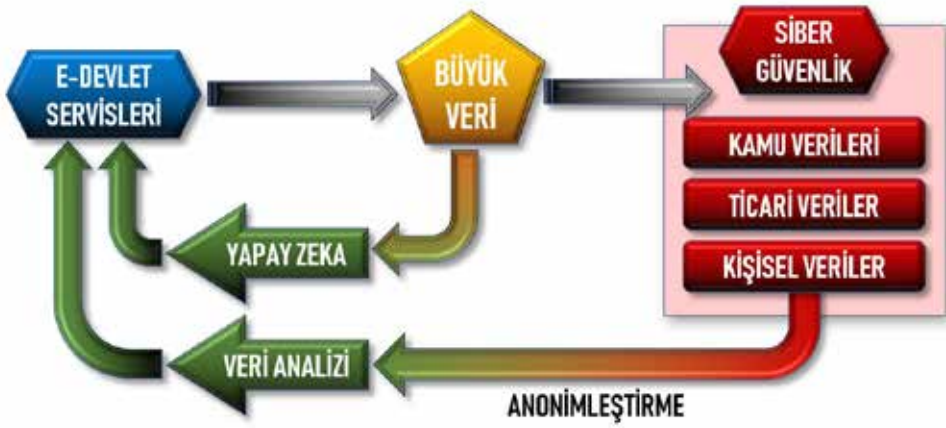 E-DEVLET
SERVİSLERİ
BÜYÜK
VERİ
SİBER
GÜVENLİK
KAMU VERİLERİ
TİCARİ VERİLER
KİŞİSEL VERİLER
YAPAY ZEKA
VERİ ANALİZİ
ANONİMLEŞTİRME